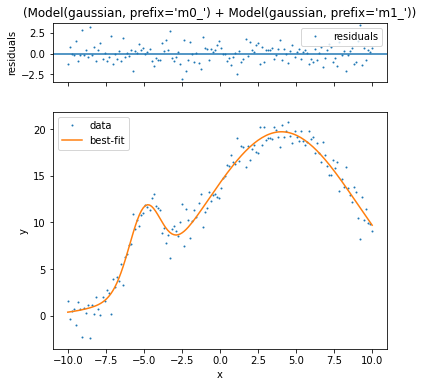 (Model(gaussian, prefix='m0_') + Model(gaussian, prefix='m1_'))
residuals
2.5
0.0
−2.5
residuals
data
best-fit
y
20
15
10
5
0
−10.0 −7.5 −5.0 −2.5 0.0 2.5 5.0 7.5 10.0
x